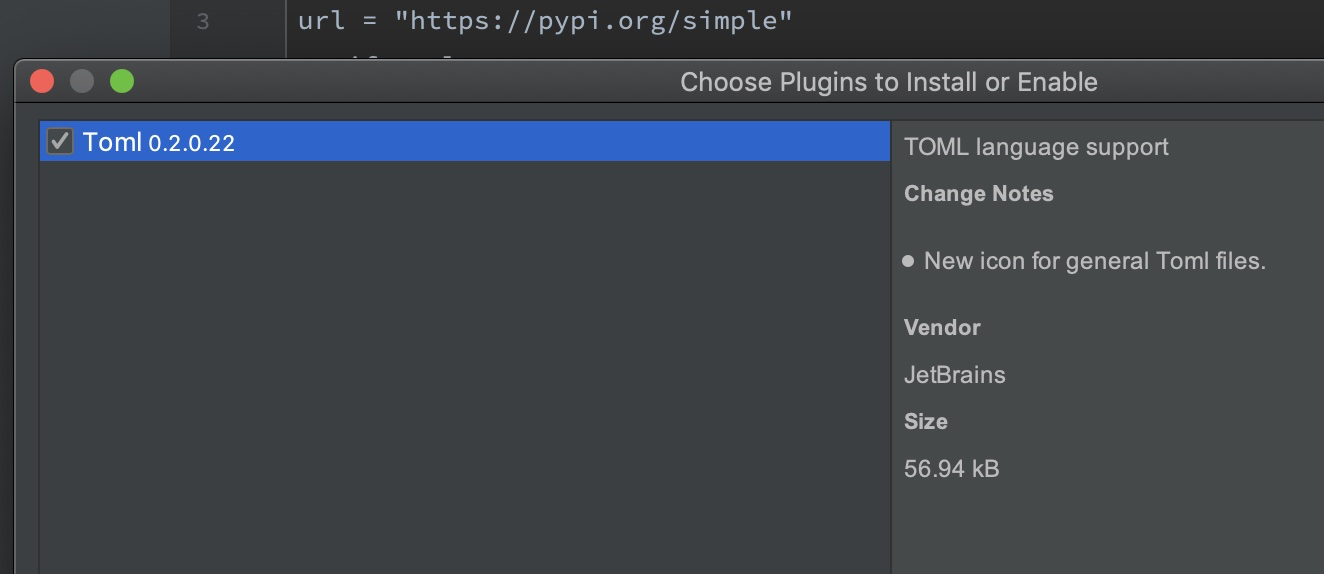 3 url = "https://pypi.org/simple"
Choose Plugins to Install or Enable
Toml 0.2.0.22
TOML language support
Change Notes
● New icon for general Toml files.
Vendor
JetBrains
Size
56.94 kB